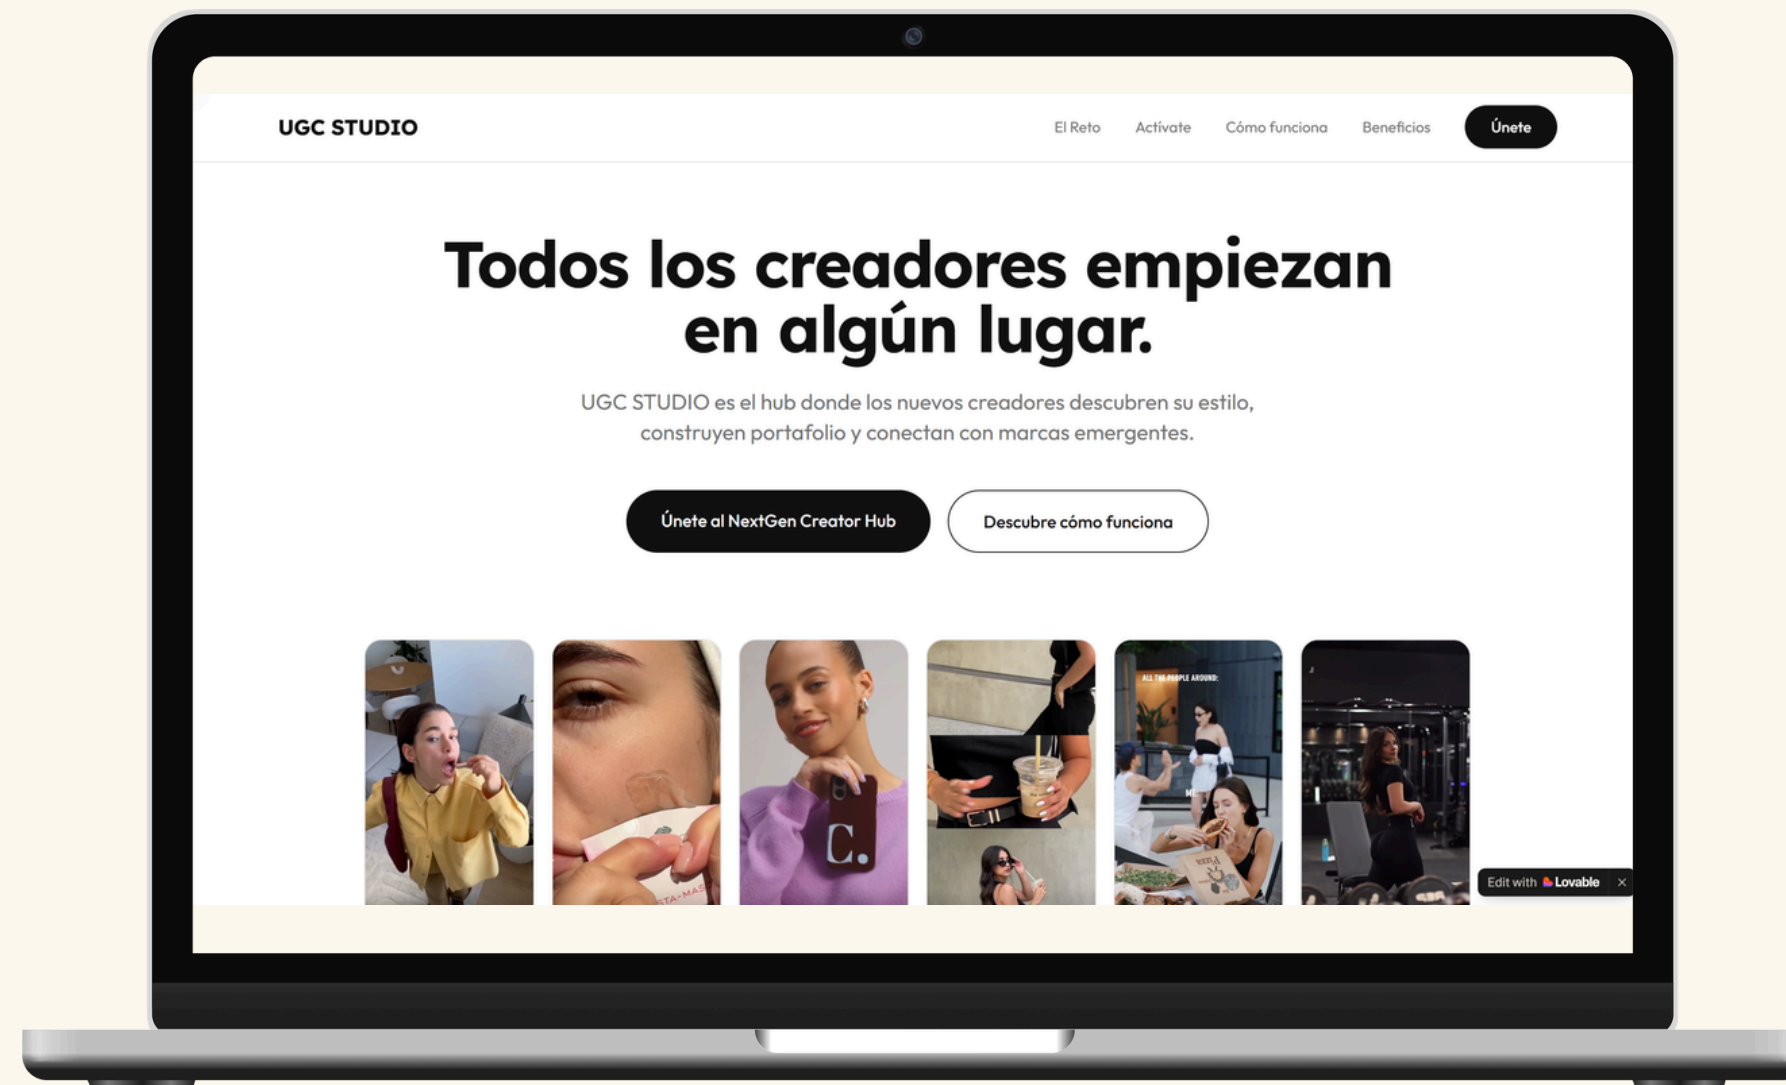 UGC STUDIO
El Reto
Actívate
Cómo funciona
Beneficios
Únete
Todos los creadores empiezan
en algún lugar.
UGC STUDIO es el hub donde los nuevos creadores descubren su estilo,
construyen portafolio y conectan con marcas emergentes.
Únete al NextGen Creator Hub
Descubre cómo funciona
ALL THE PEOPLE AROUND:
C.
Pizza
Edit with Lovable ×